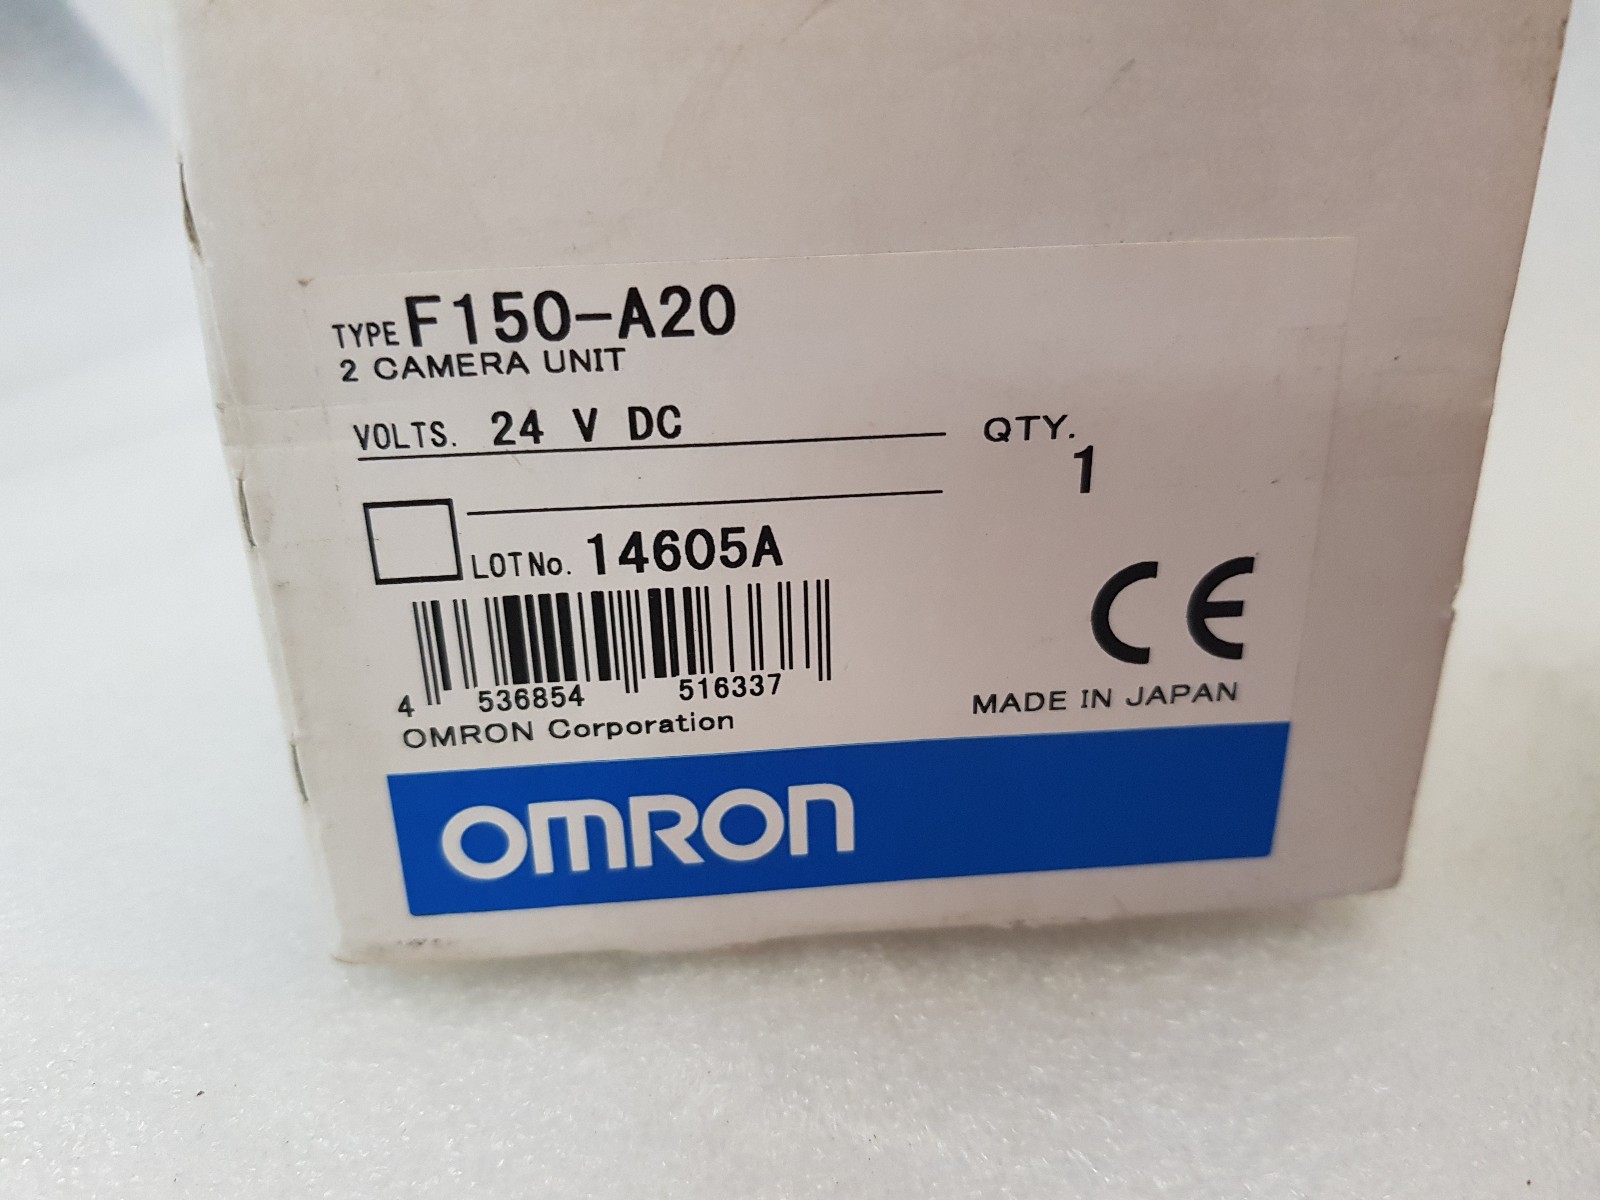 TYPE F150-A20
2 CAMERA UNIT
VOLTS. 24 V DC
QTY.
1
LOT No. 14605A
4 536854 516337
OMRON Corporation
CE
MADE IN JAPAN
OMRON